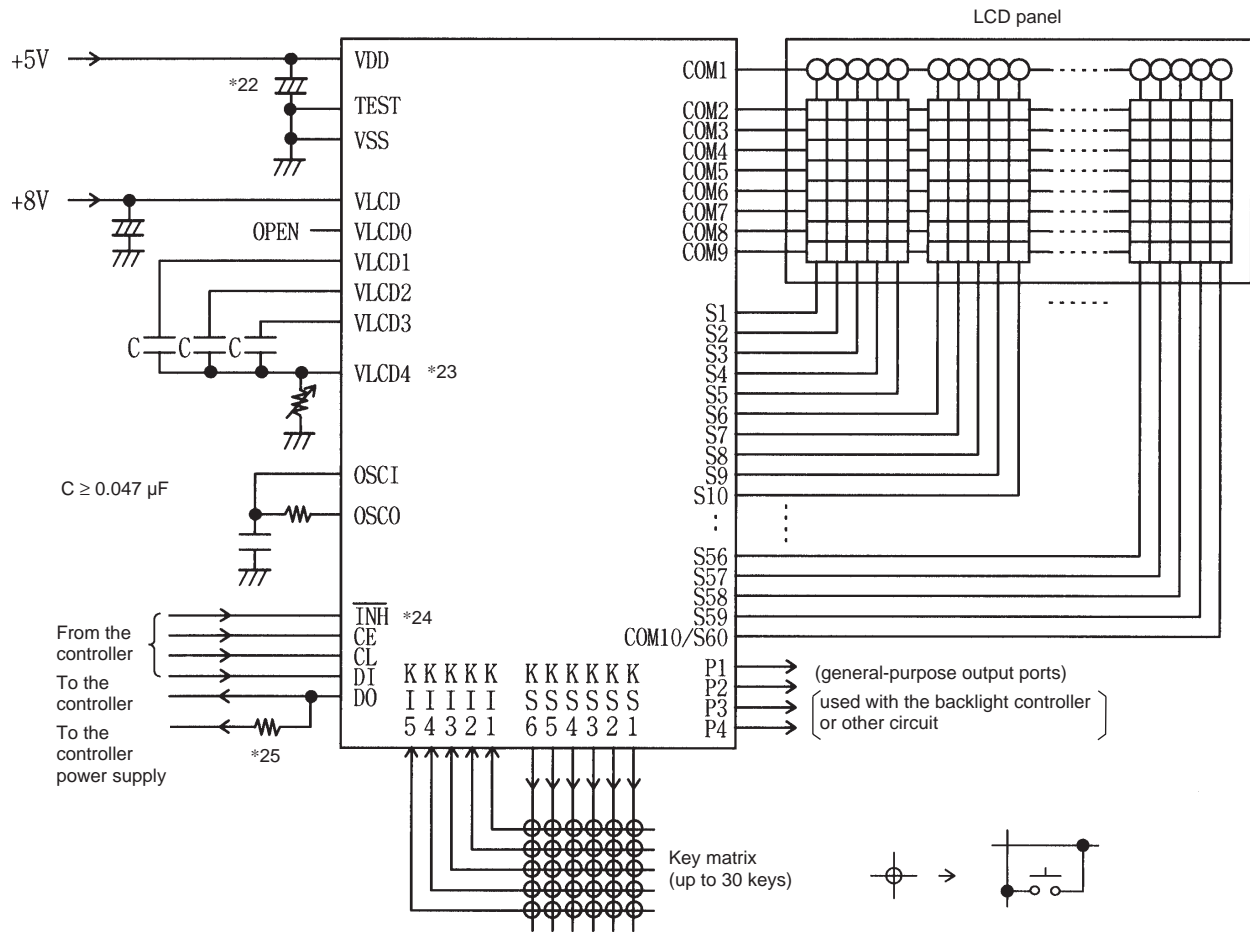 LCD panel
+5V
*22
VDD
TEST
VSS
+8V
VLCD
OPEN
VLCD0
VLCD1
VLCD2
VLCD3
C
C
C
VLCD4 *23
OSCI
C ≥ 0.047 µF
OSCO
From the
controller
INH *24
CE
CL
DI
To the
controller
DO
To the
controller
power supply
*25
COM1
COM2
COM3
COM4
COM5
COM6
COM7
COM8
COM9
S1
S2
S3
S4
S5
S6
S7
S8
S9
S10
S56
S57
S58
S59
COM10/S60
P1
P2
P3
P4
(general-purpose output ports)
used with the backlight controller
or other circuit
K K K K K K K K K K K
I I I I I S S S S S S
5 4 3 2 1 6 5 4 3 2 1
Key matrix
(up to 30 keys)